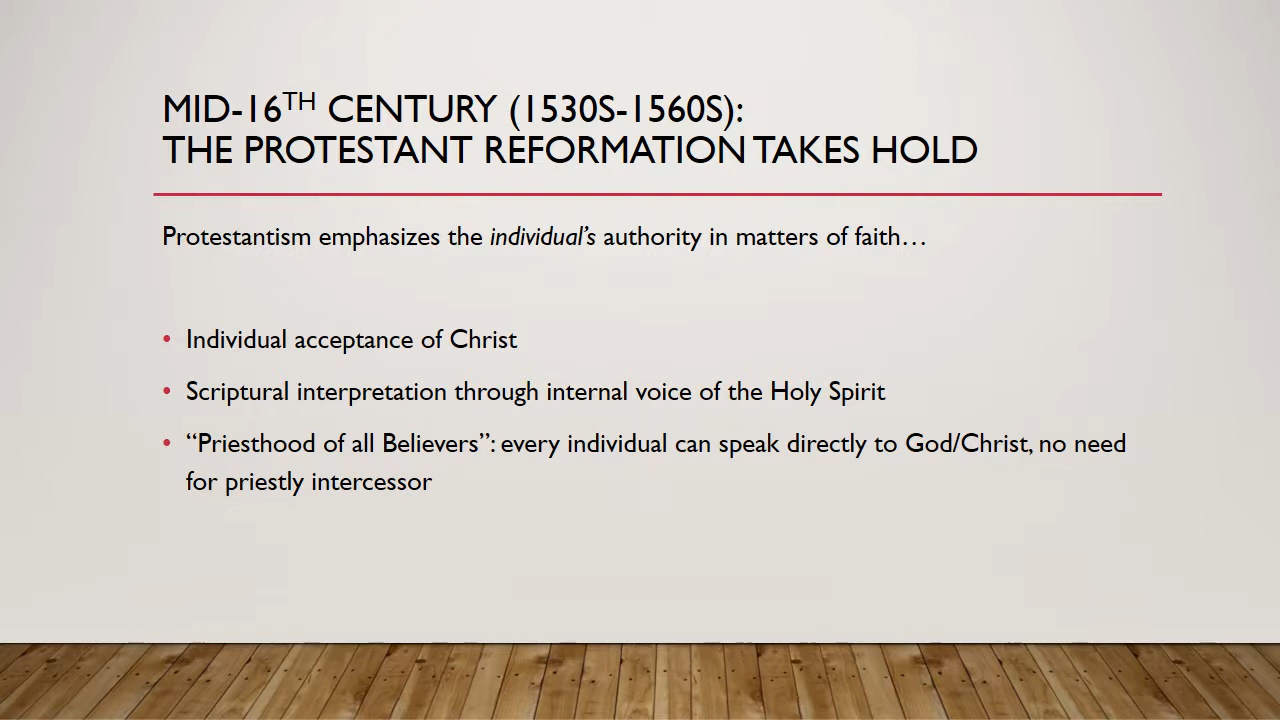 MID-16TH CENTURY (1530S-1560S):
THE PROTESTANT REFORMATION TAKES HOLD
Protestantism emphasizes the individual’s authority in matters of faith…
• Individual acceptance of Christ
• Scriptural interpretation through internal voice of the Holy Spirit
• “Priesthood of all Believers”: every individual can speak directly to God/Christ, no need
for priestly intercessor